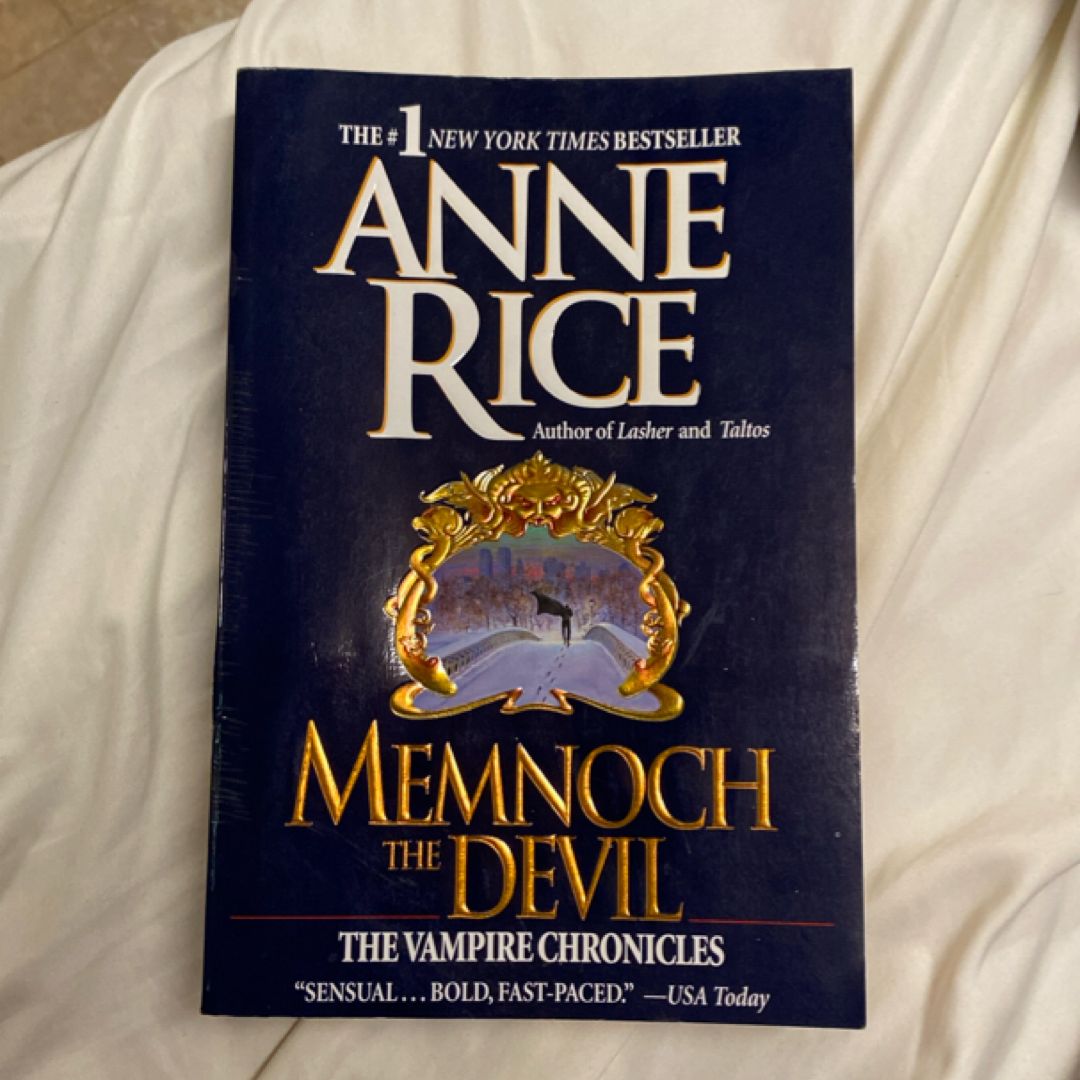 THE #1 NEW YORK TIMES BESTSELLER
ANNE
RICE
Author of Lasher and Taltos
MEMNOCH
THE DEVIL
THE VAMPIRE CHRONICLES
“SENSUAL... BOLD, FAST-PACED.” —USA Today